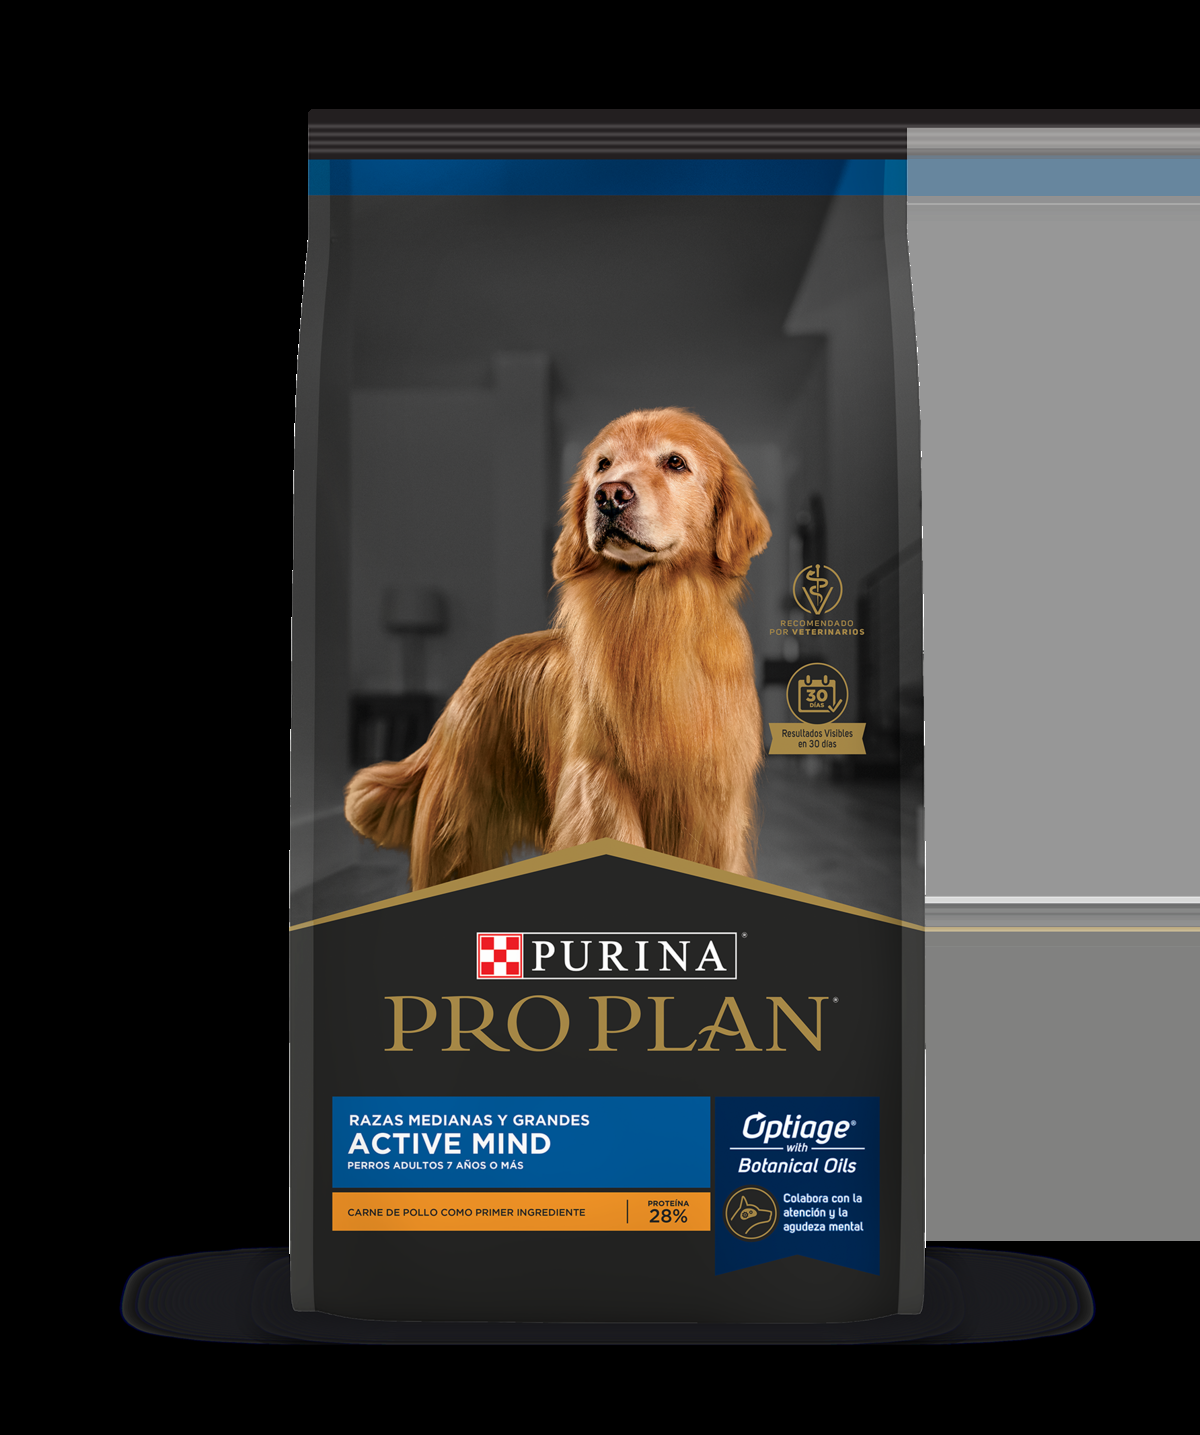 RECOMENDADO
POR VETERINARIOS
30
DÍAS
Resultados Visibles
en 30 días
PURINA®
PRO PLAN®
RAZAS MEDIANAS Y GRANDES
ACTIVE MIND
PERROS ADULTOS 7 AÑOS O MÁS
CARNE DE POLLO COMO PRIMER INGREDIENTE
PROTEÍNA
28%
Optiage®
with
Botanical Oils
Colabora con la
atención y la
agudeza mental